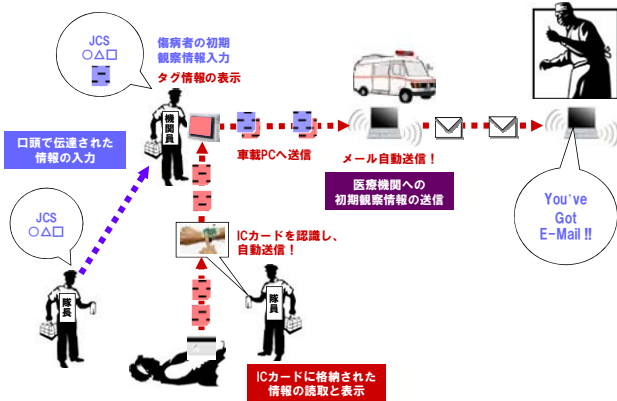 JCS
○△□
傷病者の初期
観察情報入力
タグ情報の表示
機関員
口頭で伝達された
情報の入力
車載PCへ送信
メール自動送信!
医療機関への
初期観察情報の送信
You've
Got
E-Mail !!
JCS
○△□
ICカードを認識し、
自動送信!
隊長
隊員
ICカードに格納された
情報の読取と表示